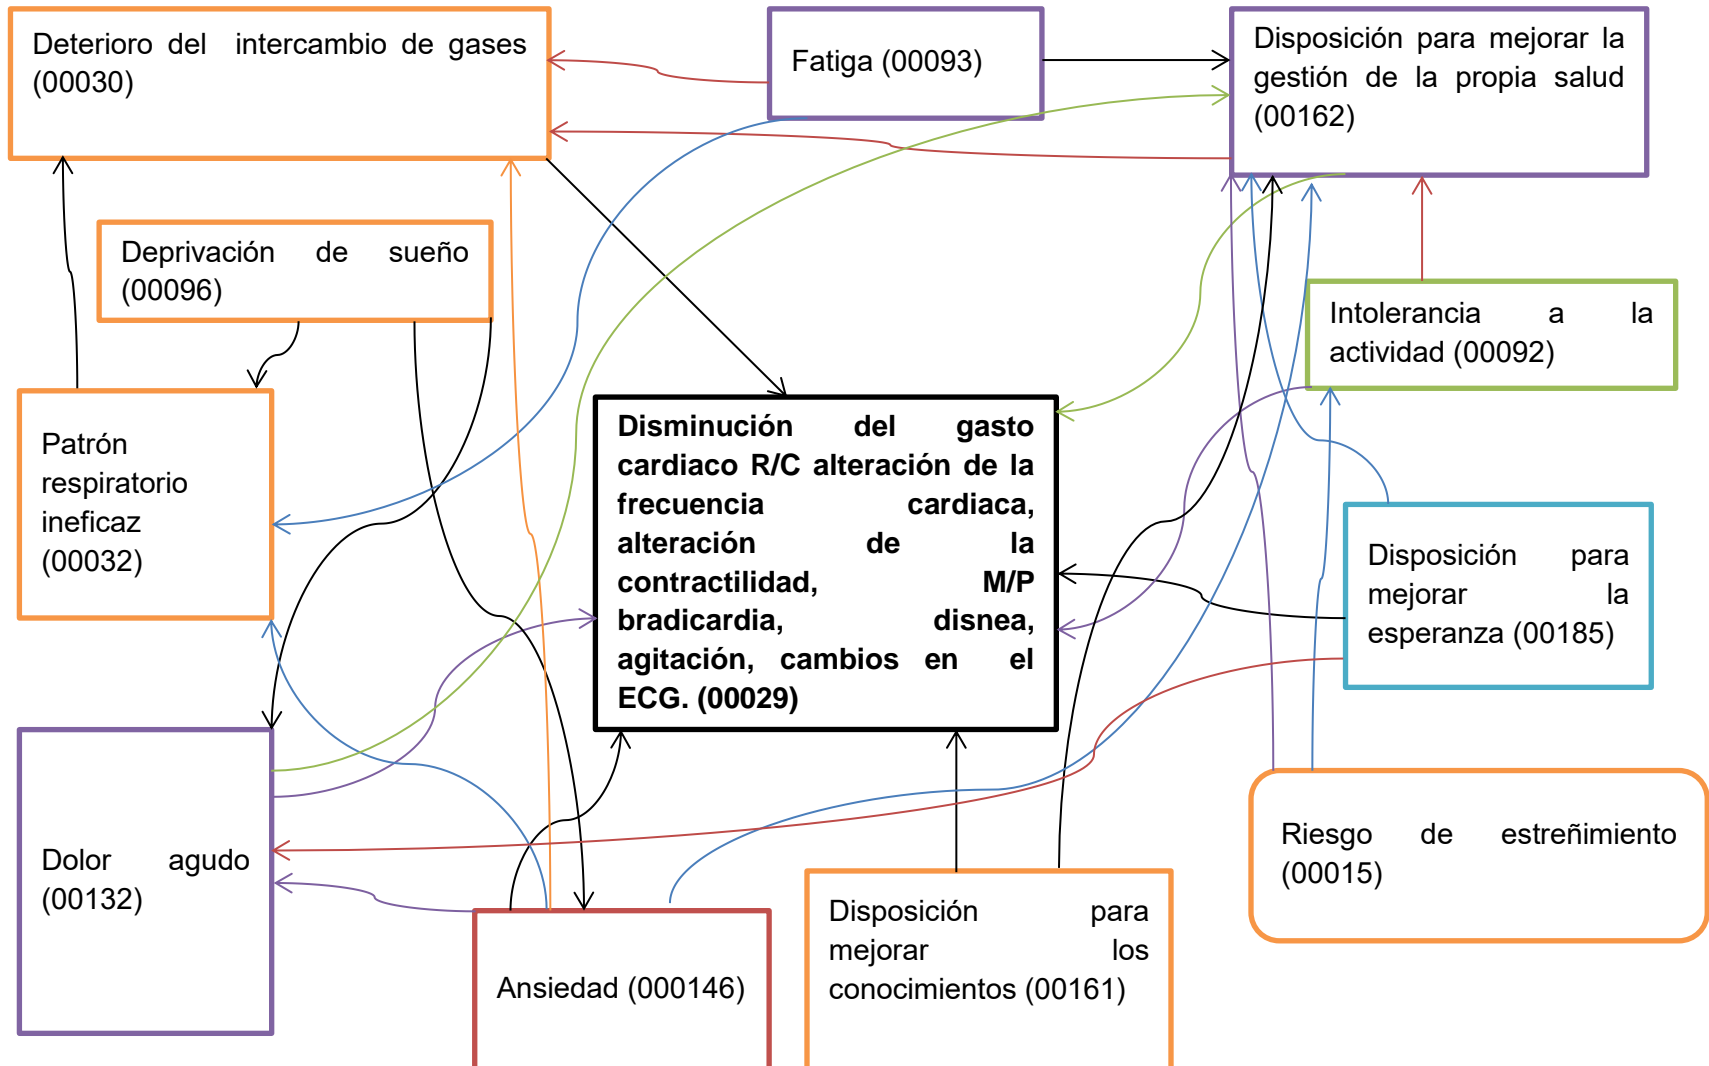 Deterioro del intercambio de gases
(00030)
Fatiga (00093)
Disposición para mejorar la
gestión de la propia salud
(00162)
Deprivación de sueño
(00096)
Intolerancia a la
actividad (00092)
Patrón
respiratorio
ineficaz
(00032)
Disminución del gasto
cardiaco R/C alteración de la
frecuencia cardiaca,
alteración de la
contractilidad, M/P
bradicardia, disnea,
agitación, cambios en el
ECG. (00029)
Disposición para
mejorar la
esperanza (00185)
Dolor agudo
(00132)
Ansiedad (000146)
Disposición para
mejorar los
conocimientos (00161)
Riesgo de estreñimiento
(00015)